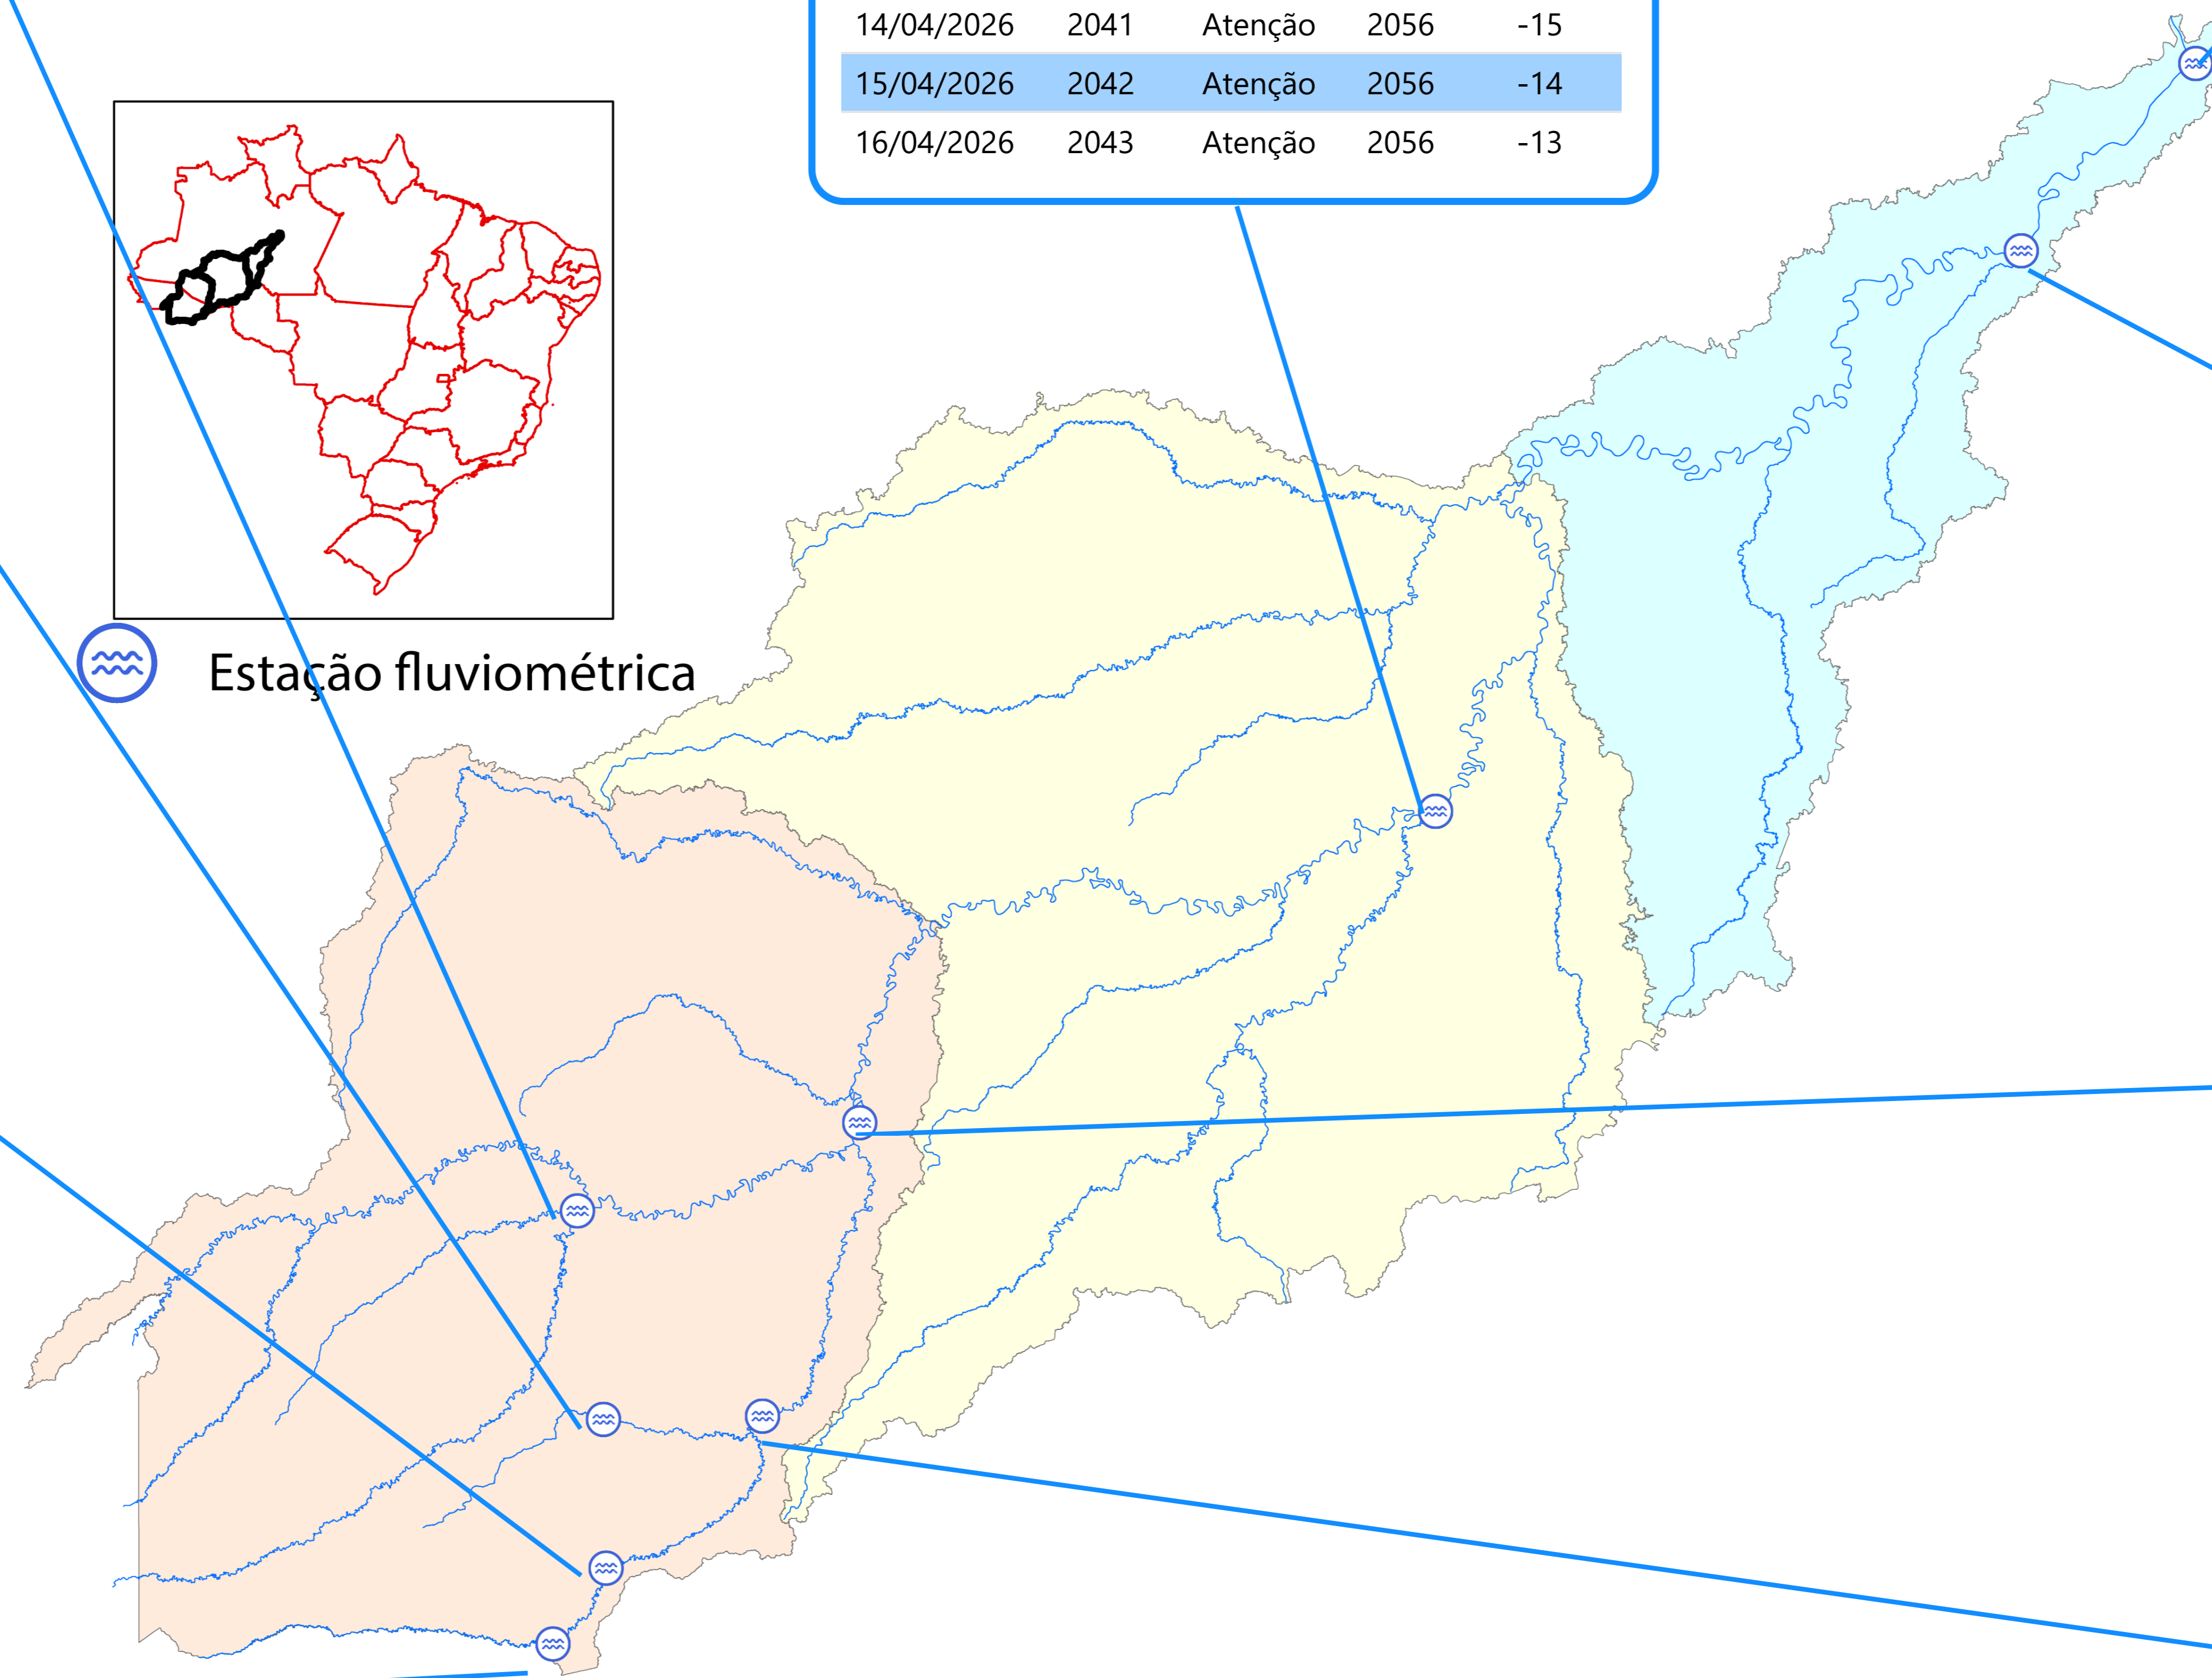 14/04/2026 2041 Atenção 2056 -15
15/04/2026 2042 Atenção 2056 -14
16/04/2026 2043 Atenção 2056 -13
Estação fluviométrica